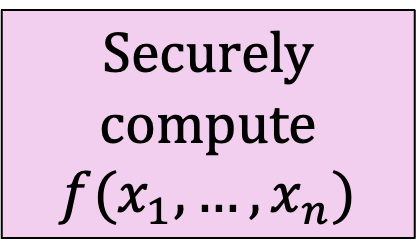 Securely
compute
f(x₁, …, xₙ)